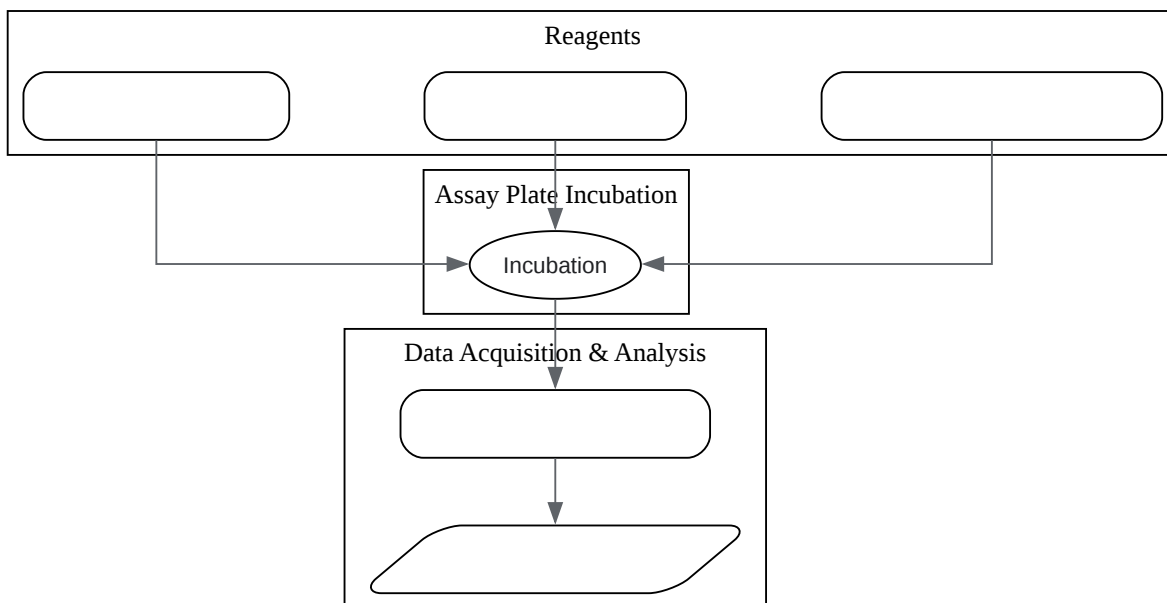 Reagents
Assay Plate Incubation
Incubation
Data Acquisition & Analysis